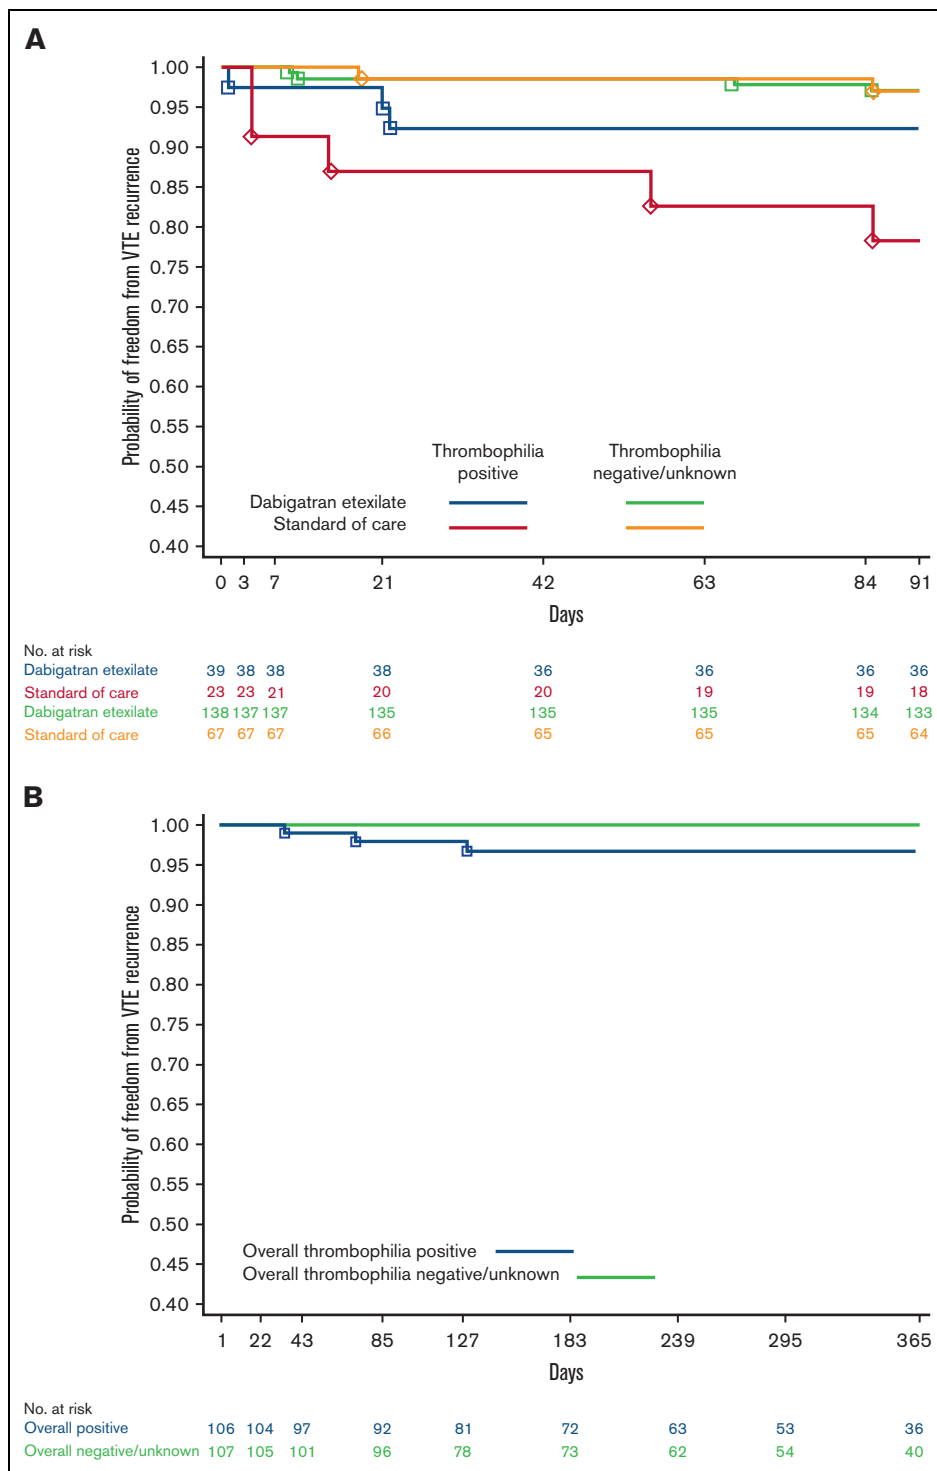 A
1.00
0.95
0.90
0.85
0.80
0.75
0.70
0.65
0.60
0.55
0.50
0.45
0.40
Probability of freedom from VTE recurrence
Thrombophilia positive
Thrombophilia negative/unknown
Dabigatran etexilate
Standard of care
0 3 7 21 42 63 84 91
Days
No. at risk
Dabigatran etexilate 39 38 38 38 36 36 36 36
Standard of care 23 23 21 20 20 19 19 18
Dabigatran etexilate 138 137 137 135 135 135 134 133
Standard of care 67 67 67 66 65 65 65 64
B
1.00
0.95
0.90
0.85
0.80
0.75
0.70
0.65
0.60
0.55
0.50
0.45
0.40
Probability of freedom from VTE recurrence
Overall thrombophilia positive
Overall thrombophilia negative/unknown
1 22 43 85 127 183 239 295 365
Days
No. at risk
Overall positive 106 104 97 92 81 72 63 53 36
Overall negative/unknown 107 105 101 96 78 73 62 54 40